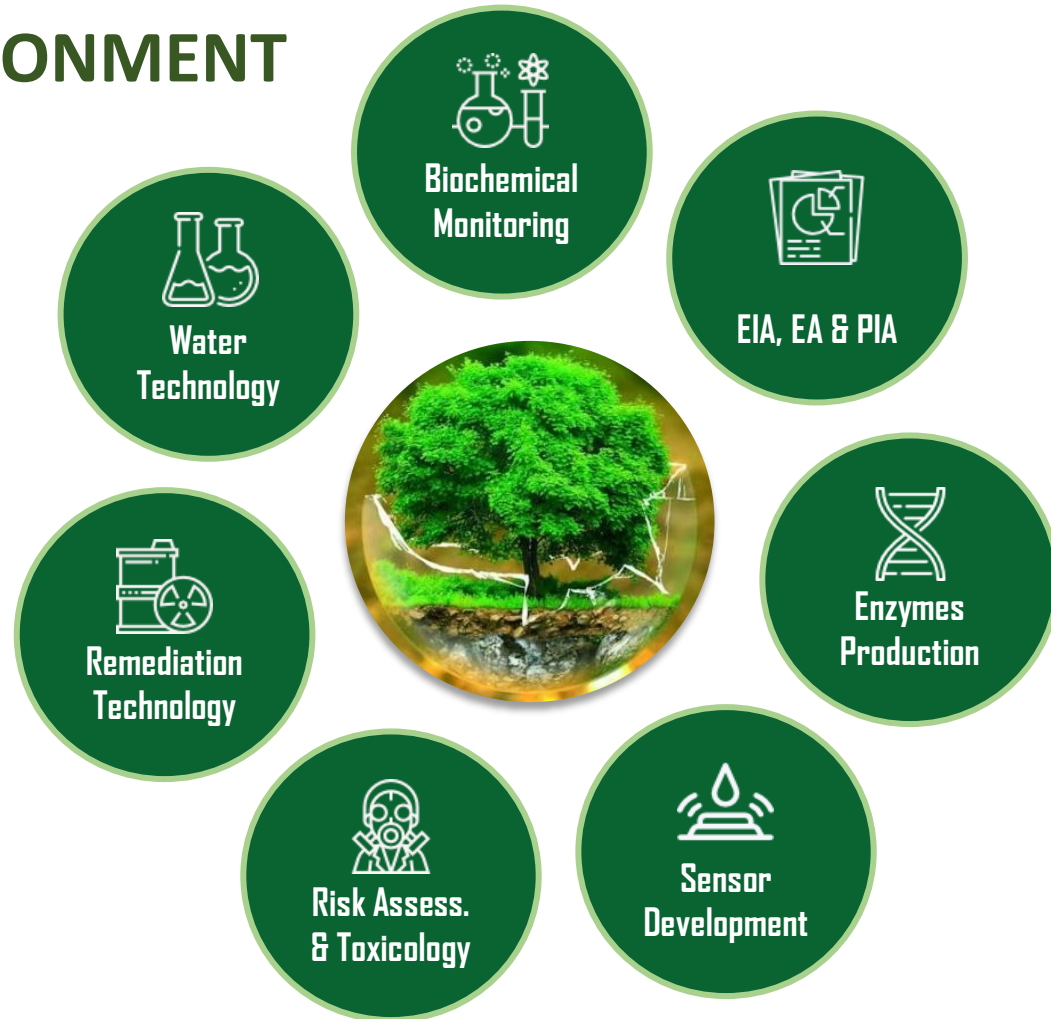 ONMENT
Biochemical
Monitoring
EIA, EA & PIA
Water
Technology
Enzymes
Production
Remediation
Technology
Sensor
Development
Risk Assess.
& Toxicology